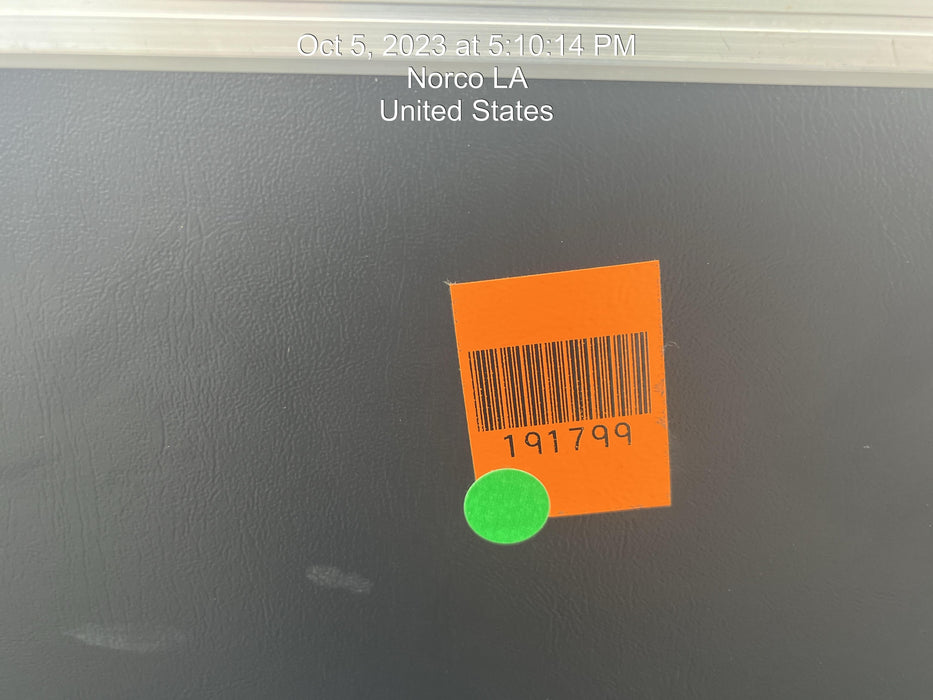 Oct 5, 2023 at 5:10:14 PM
Norco LA
United States
191799